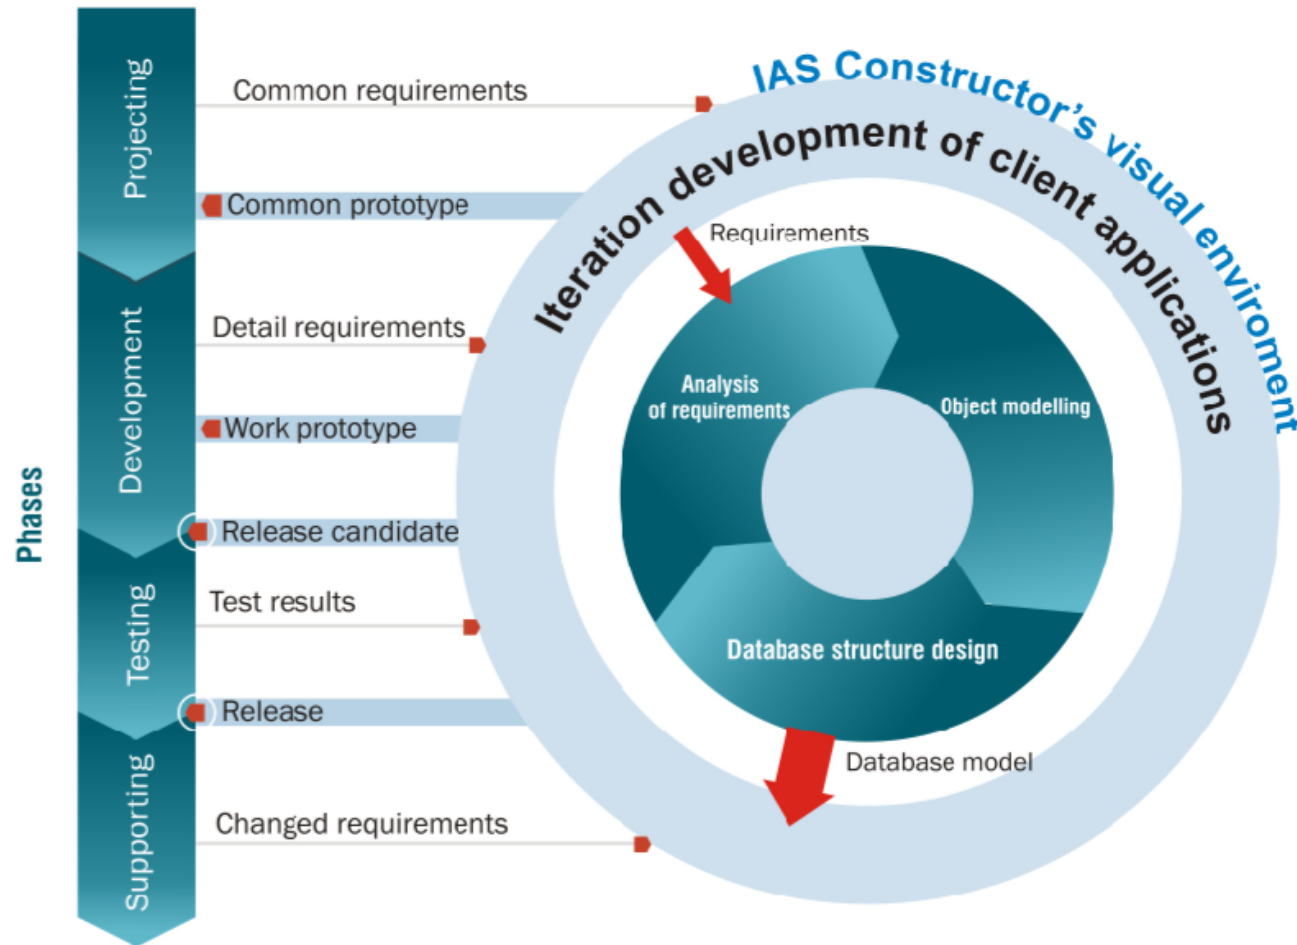 Phases
Projecting
Development
Testing
Supporting
Common requirements
Common prototype
Detail requirements
Work prototype
Release candidate
Test results
Release
Changed requirements
IAS Constructor's visual enviroment
Iteration development of client applications
Requirements
Analysis
of requirements
Object modelling
Database structure design
Database model